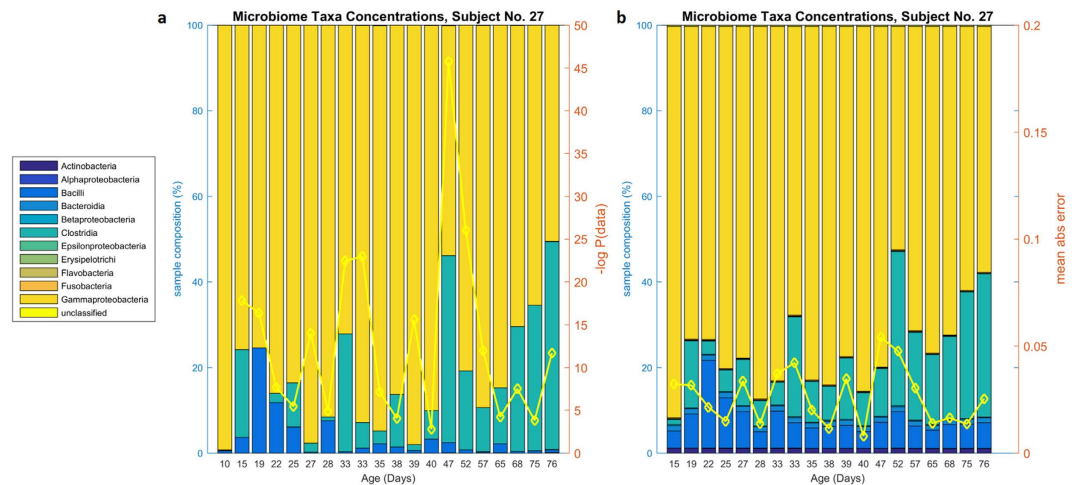 a
Microbiome Taxa Concentrations, Subject No. 27
b
Microbiome Taxa Concentrations, Subject No. 27
Actinobacteria
Alphaproteobacteria
Bacilli
Bacteroidia
Betaproteobacteria
Clostridia
Epsilonproteobacteria
Erysipelotrichi
Flavobacteria
Fusobacteria
Gammaproteobacteria
unclassified
sample composition (%)
100
80
60
40
20
0
10 15 19 22 25 27 28 33 33 35 38 39 40 47 52 57 65 68 75 76
Age (Days)
50
45
40
35
30
25
20
15
10
5
0
-log P(data)
sample composition (%)
100
80
60
40
20
0
15 19 22 25 27 28 33 33 35 38 39 40 47 52 57 65 68 75 76
Age (Days)
0.2
0.15
0.1
0.05
0
mean abs error